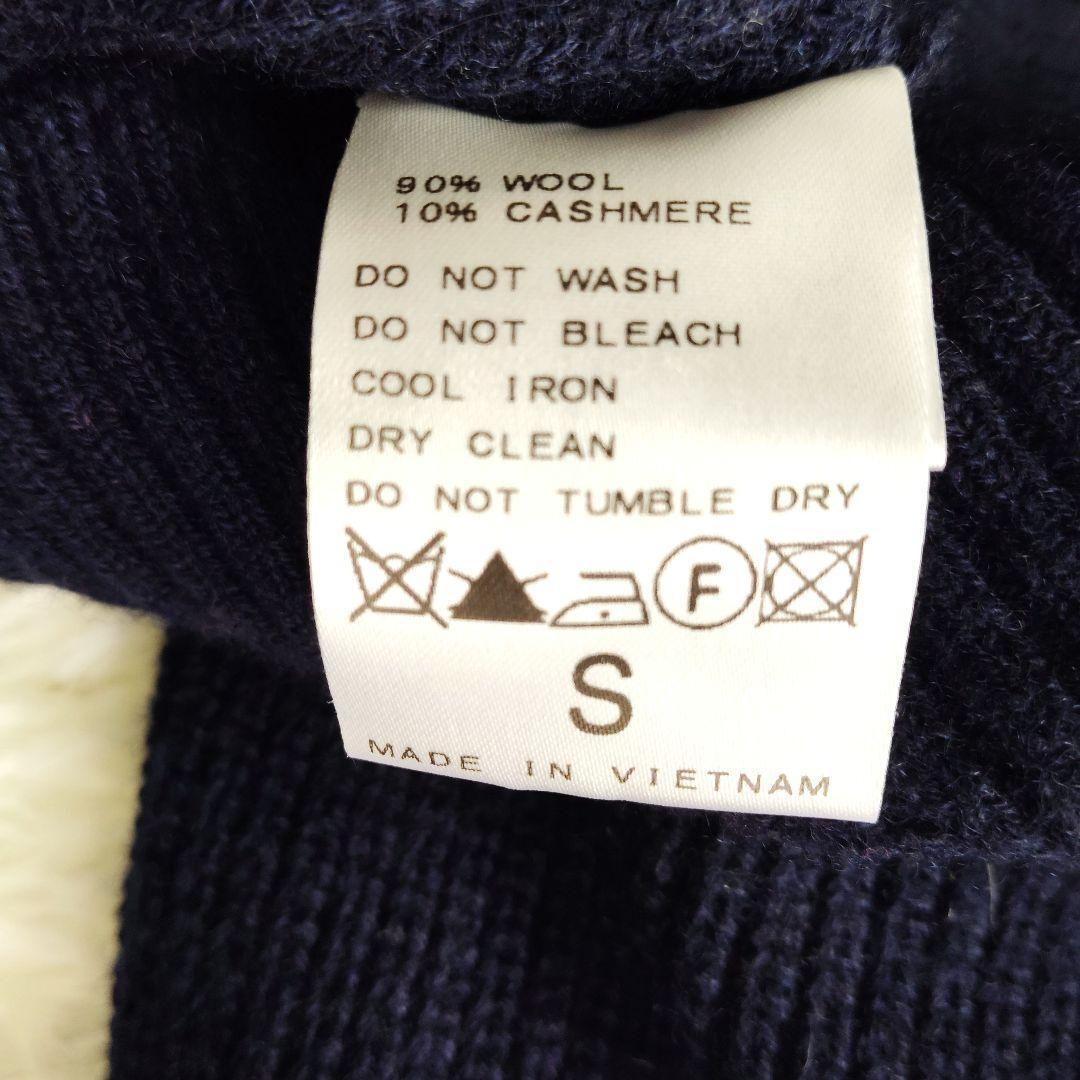 90% WOOL
10% CASHMERE
DO NOT WASH
DO NOT BLEACH
COOL IRON
DRY CLEAN
DO NOT TUMBLE DRY
F
S
MADE IN VIETNAM